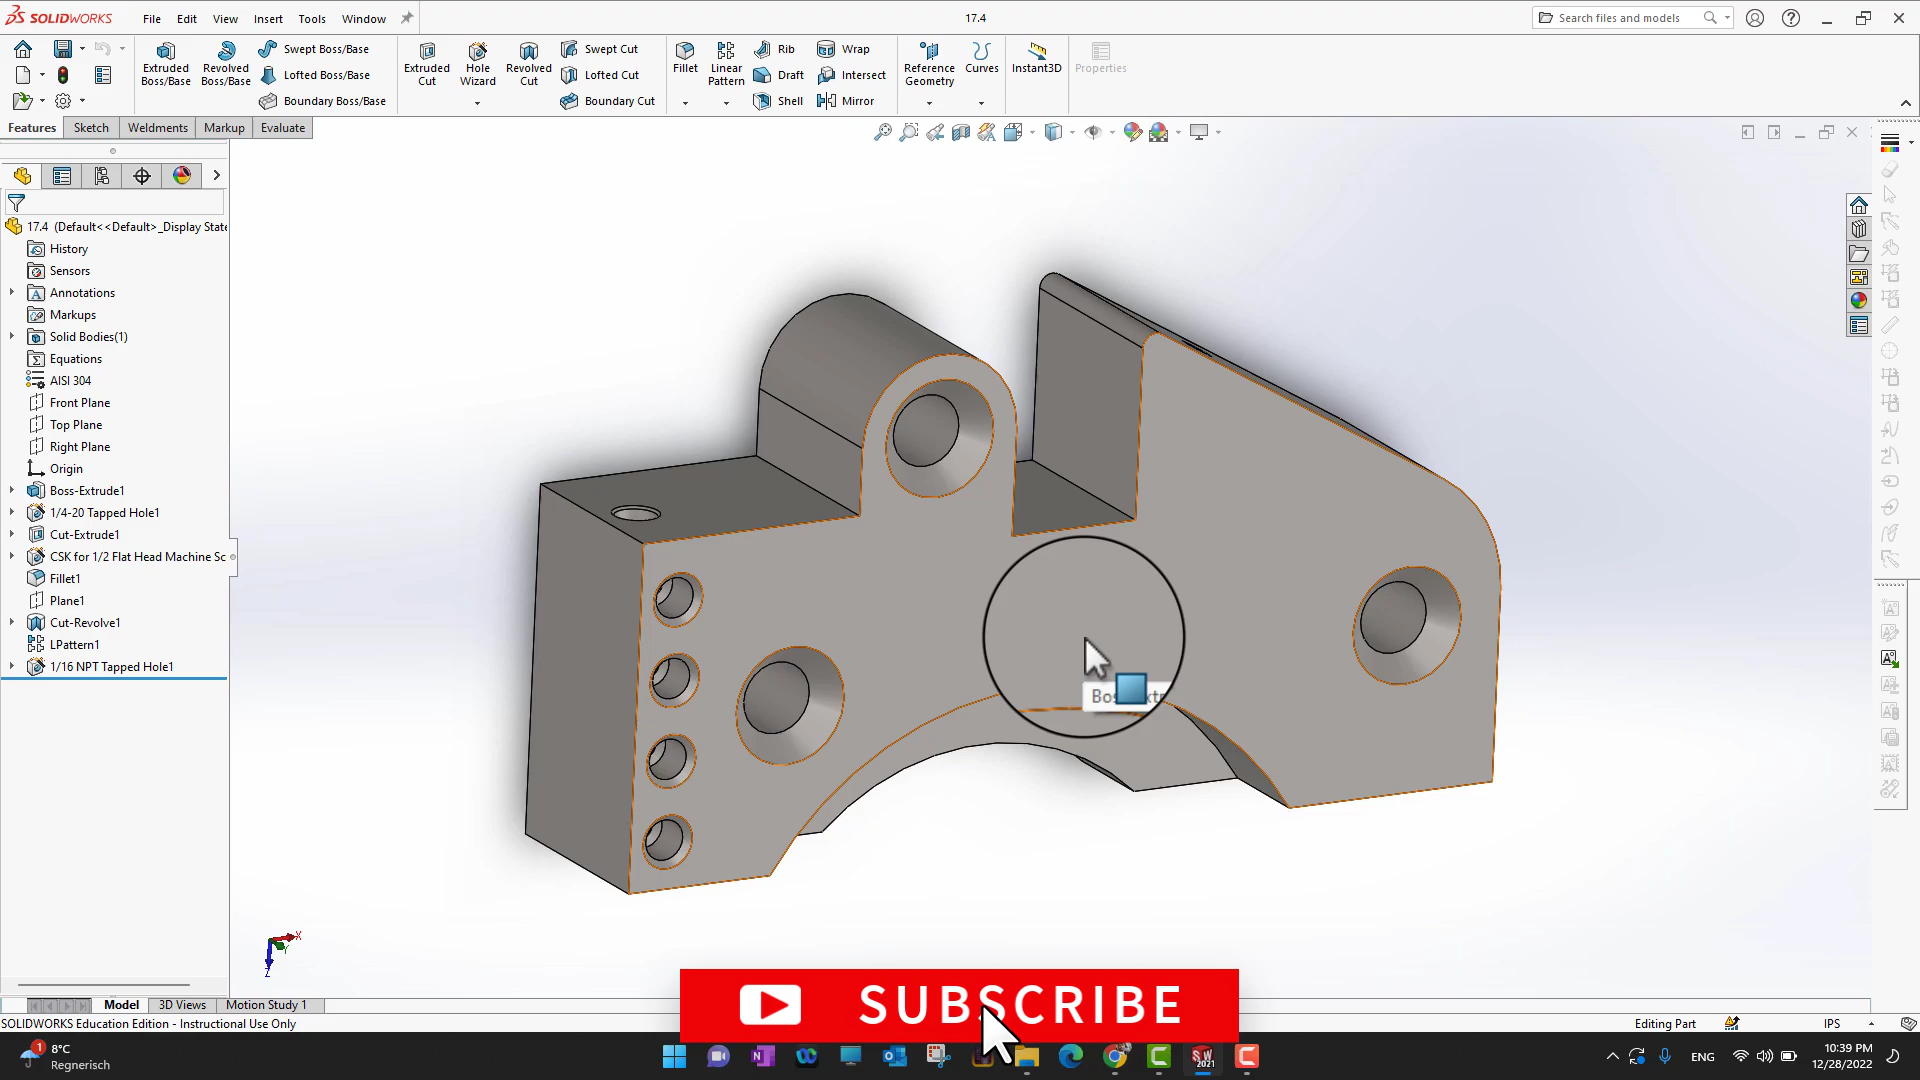 SOLIDWORKS File Edit View Insert Tools Window 17.4 Search files and models
Extruded Boss/Base
Revolved Boss/Base
Swept Boss/Base
Lofted Boss/Base
Boundary Boss/Base
Extruded Cut
Hole Wizard
Revolved Cut
Swept Cut
Lofted Cut
Boundary Cut
Fillet
Linear Pattern
Rib
Draft
Shell
Wrap
Intersect
Mirror
Reference Geometry
Curves
Instant3D
Properties
Features Sketch Weldments Markup Evaluate
17.4 (Default<<Default>_Display State
History
Sensors
Annotations
Markups
Solid Bodies(1)
Equations
AISI 304
Front Plane
Top Plane
Right Plane
Origin
Boss-Extrude1
1/4-20 Tapped Hole1
Cut-Extrude1
CSK for 1/2 Flat Head Machine Sc
Fillet1
Plane1
Cut-Revolve1
LPattern1
1/16 NPT Tapped Hole1
X
Y
Z
SUBSCRIBE
Model 3D Views Motion Study 1
SOLIDWORKS Education Edition - Instructional Use Only
Editing Part IPS
1
8°C
Regnerisch
SW
2021
ENG
10:39 PM
12/28/2022